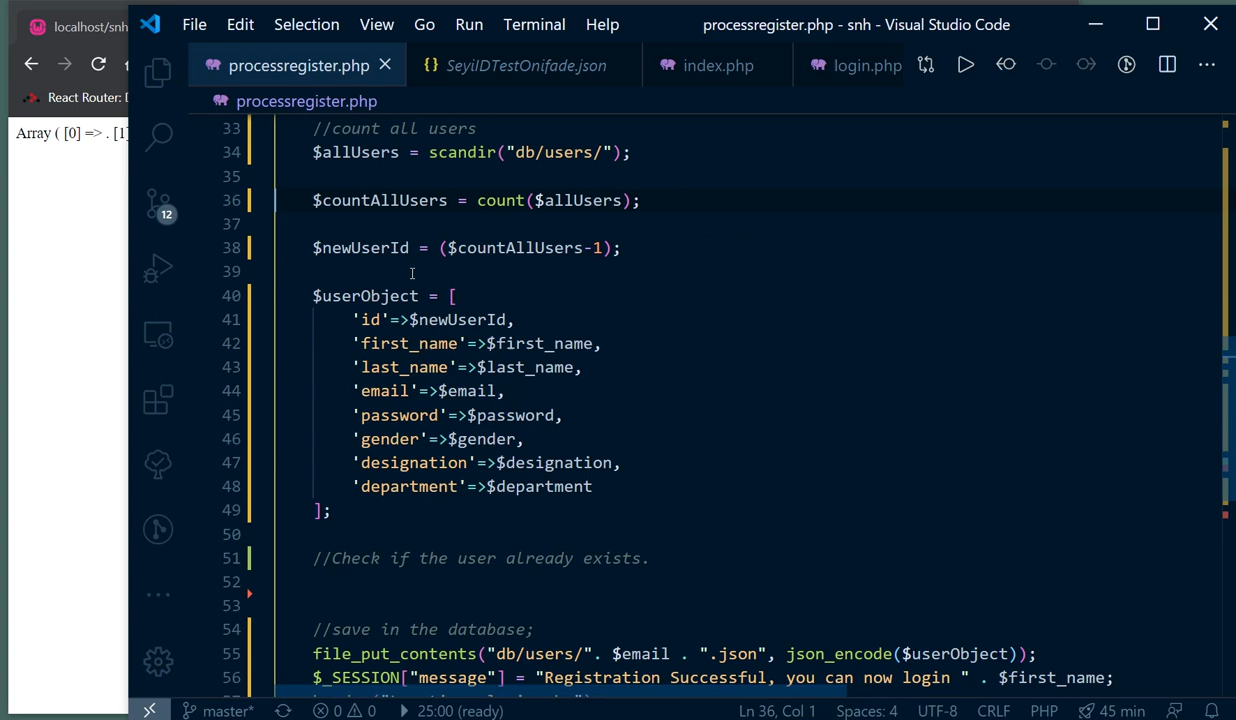 localhost/snh
File Edit Selection View Go Run Terminal Help
processregister.php - snh - Visual Studio Code
processregister.php
SeyiIDTestOnifade.json
index.php
login.php
React Router:
processregister.php
Array ( [0] => . [1]
33 //count all users
34 $allUsers = scandir("db/users/");
35
36 $countAllUsers = count($allUsers);
37
38 $newUserId = ($countAllUsers-1);
39
40 $userObject = [
41 'id'=>$newUserId,
42 'first_name'=>$first_name,
43 'last_name'=>$last_name,
44 'email'=>$email,
45 'password'=>$password,
46 'gender'=>$gender,
47 'designation'=>$designation,
48 'department'=>$department
49 ];
50
51 //Check if the user already exists.
52
53
54 //save in the database;
55 file_put_contents("db/users/". $email . ".json", json_encode($userObject));
56 $_SESSION["message"] = "Registration Successful, you can now login " . $first_name;
12
master* 0 0 25:00 (ready) Ln 36, Col 1 Spaces: 4 UTF-8 CRLF PHP 45 min